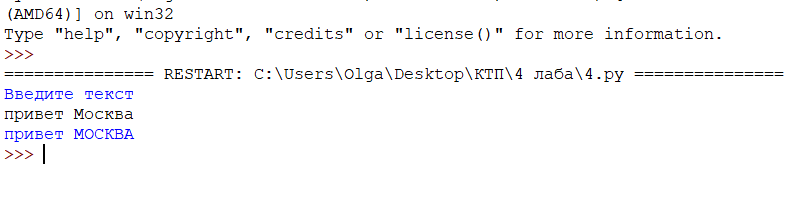 (AMD64)] on win32
Type "help", "copyright", "credits" or "license()" for more information.
>>>
=============== RESTART: C:\Users\Olga\Desktop\КТП\4 лаба\4.py ===============
Введите текст
привет Москва
привет МОСКВА
>>>